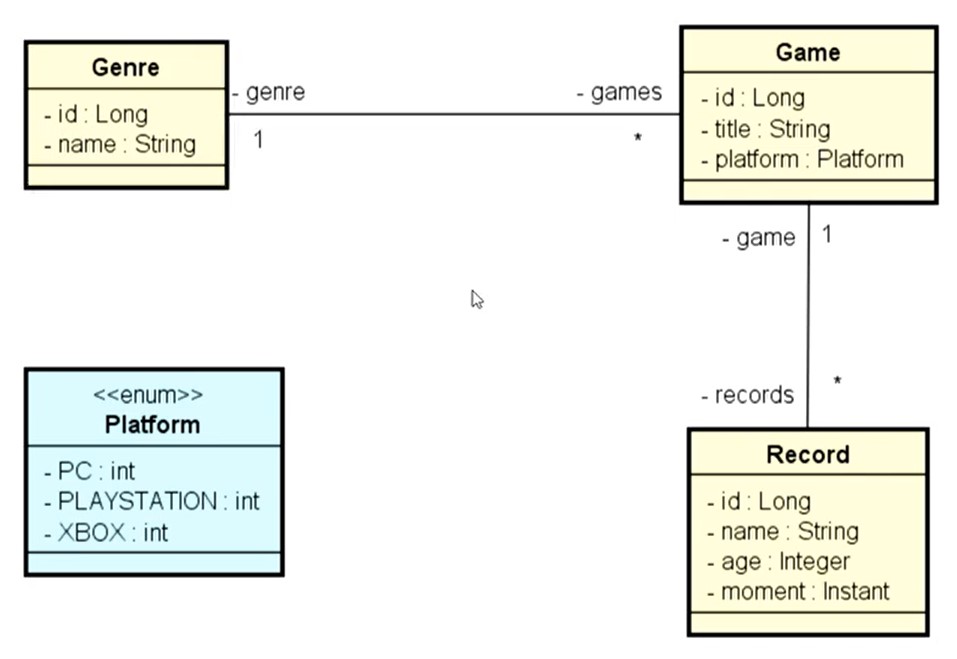 Genre
- id : Long
- name : String
- genre
1
- games
*
Game
- id : Long
- title : String
- platform : Platform
- game
1
- records
*
<<enum>>
Platform
- PC : int
- PLAYSTATION : int
- XBOX : int
Record
- id : Long
- name : String
- age : Integer
- moment : Instant